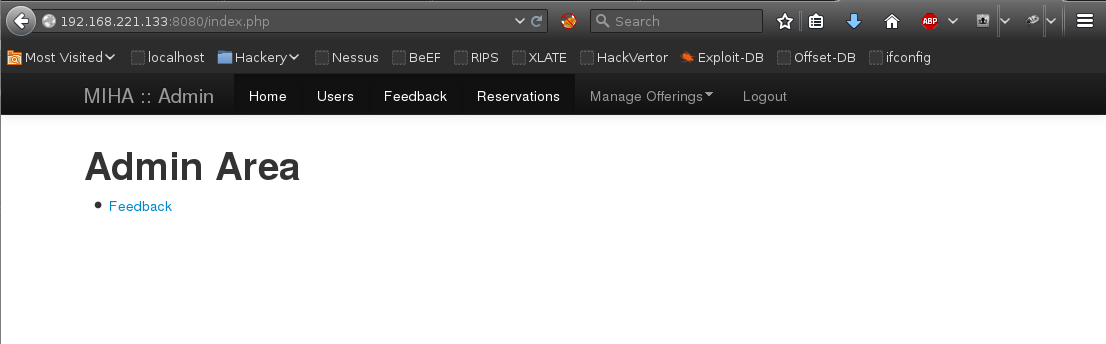 192.168.221.133:8080/index.php Search ABP
Most Visited localhost Hackery Nessus BeEF RIPS XLATE HackVertor Exploit-DB Offset-DB ifconfig
MIHA :: Admin Home Users Feedback Reservations Manage Offerings Logout
Admin Area
• Feedback